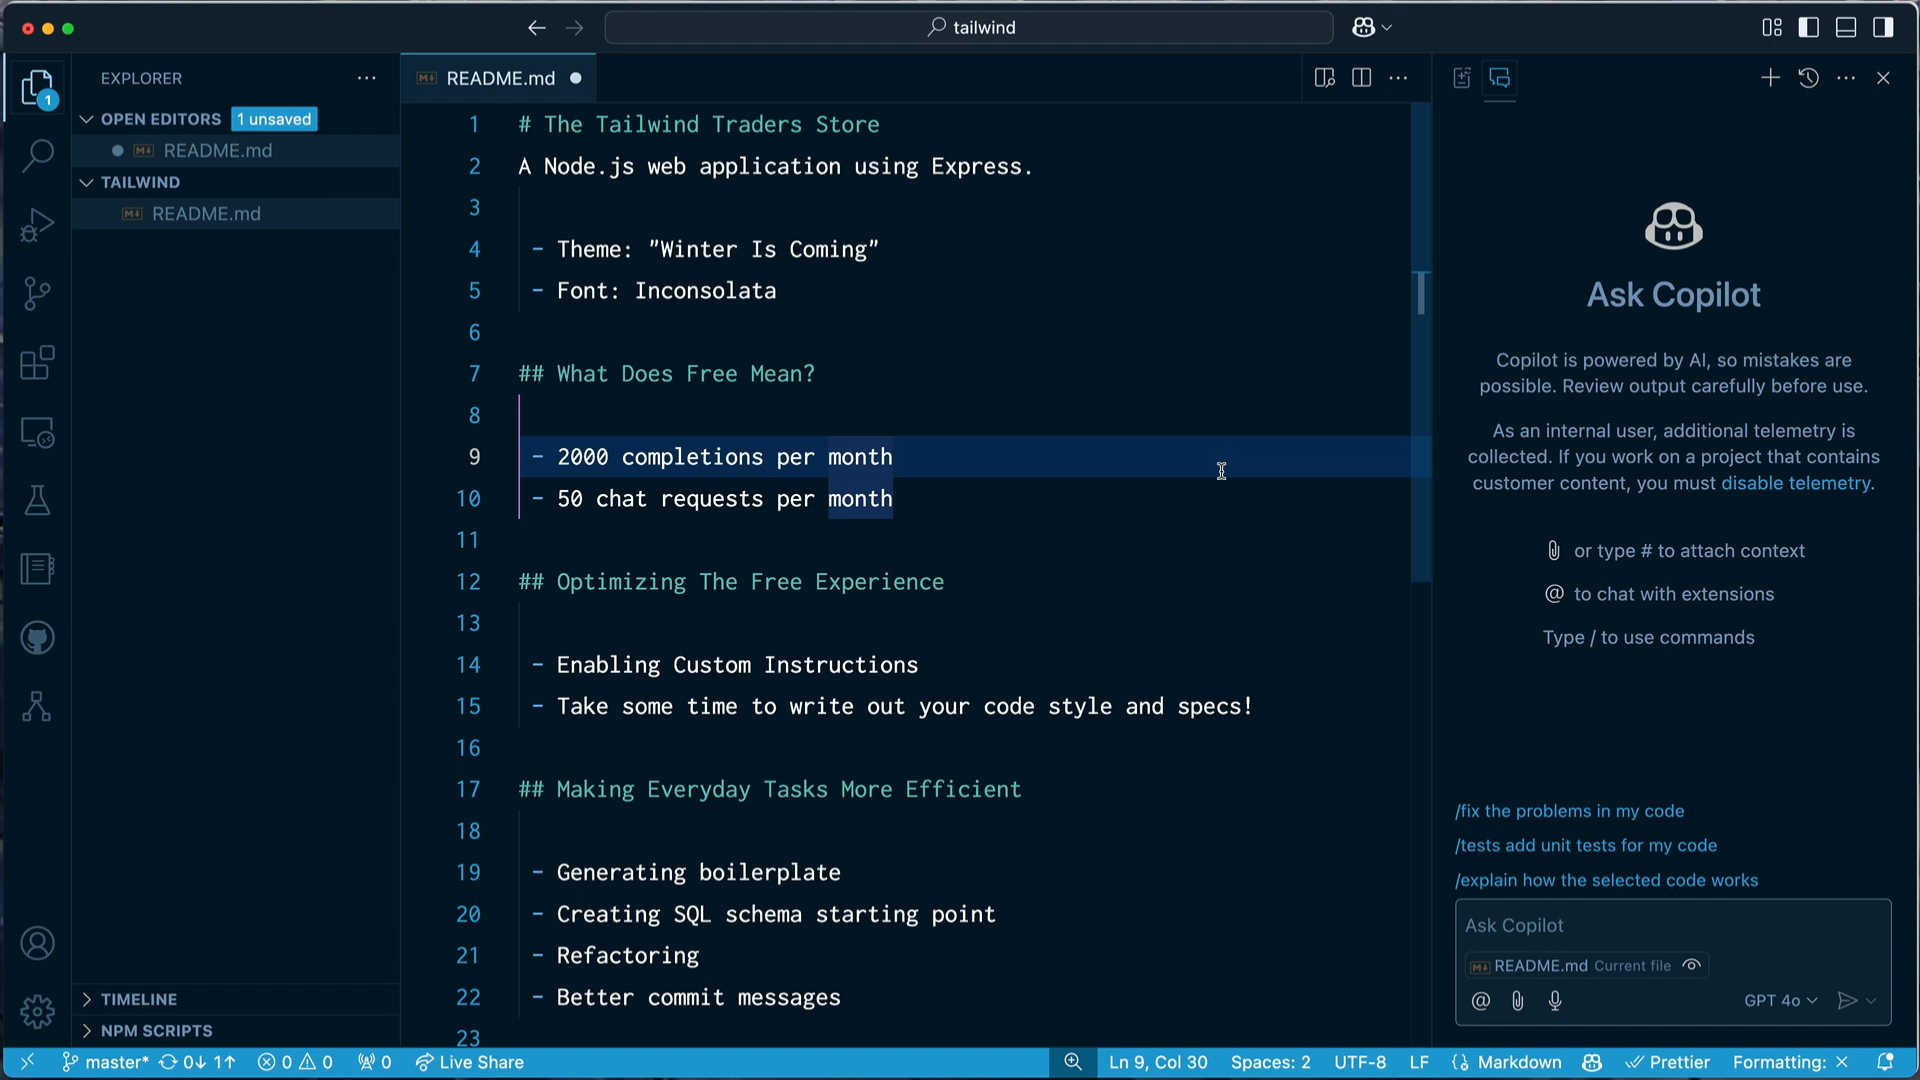 tailwind
EXPLORER
README.md
1
OPEN EDITORS 1 unsaved
README.md
TAILWIND
README.md
1 # The Tailwind Traders Store
2 A Node.js web application using Express.
3
4 - Theme: "Winter Is Coming"
5 - Font: Inconsolata
6
7 ## What Does Free Mean?
8
9 - 2000 completions per month
10 - 50 chat requests per month
11
12 ## Optimizing The Free Experience
13
14 - Enabling Custom Instructions
15 - Take some time to write out your code style and specs!
16
17 ## Making Everyday Tasks More Efficient
18
19 - Generating boilerplate
20 - Creating SQL schema starting point
21 - Refactoring
22 - Better commit messages
23
Ask Copilot
Copilot is powered by AI, so mistakes are
possible. Review output carefully before use.
As an internal user, additional telemetry is
collected. If you work on a project that contains
customer content, you must disable telemetry.
or type # to attach context
@ to chat with extensions
Type / to use commands
/fix the problems in my code
/tests add unit tests for my code
/explain how the selected code works
Ask Copilot
README.md Current file
@ GPT 4o
TIMELINE
NPM SCRIPTS
master* 0↓ 1↑ 0 0 0 Live Share Ln 9, Col 30 Spaces: 2 UTF-8 LF {} Markdown Prettier Formatting: ×